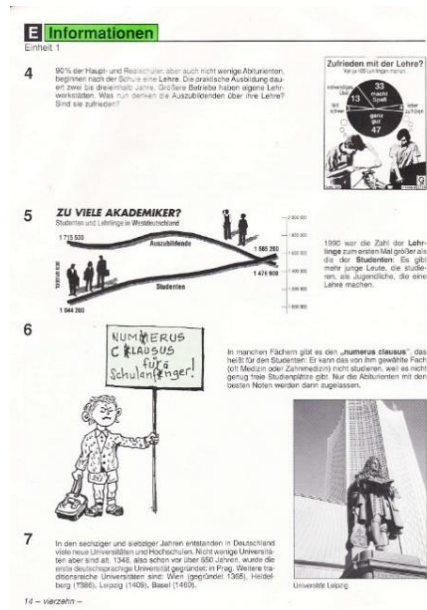 E Informationen
Einheit 1
4
90% der Haupt- und Realschüler, aber auch nicht wenige Abiturienten,
beginnen nach der Schule eine Lehre. Die praktische Ausbildung dau-
ert zwei bis dreieinhalb Jahre. Größere Betriebe haben eigene Lehr-
werkstätten. Was nun denken die Auszubildenden über ihre Lehre?
Sind sie zufrieden?
Zufrieden mit der Lehre?
33
macht
Spaß
13
ganz
gut
47
5
ZU VIELE AKADEMIKER?
Studenten und Lehrlinge in Westdeutschland
1 715 500
Auszubildende
1 585 200
1 476 900
Studenten
1 044 200
1990 war die Zahl der Lehr-
linge zum ersten Mal größer als
die der Studenten: Es gibt
mehr junge Leute, die studie-
ren, als Jugendliche, die eine
Lehre machen.
6
NUMMERUS
CKLAUSUS
für
Schulanfänger!
In manchen Fächern gibt es den „numerus clausus", das
heißt für den Studenten: Er kann das von ihm gewählte Fach
(oft Medizin oder Zahnmedizin) nicht studieren, weil es nicht
genug freie Studienplätze gibt. Nur die Abiturienten mit den
besten Noten werden dann zugelassen.
7
In den sechziger und siebziger Jahren entstanden in Deutschland
viele neue Universitäten und Hochschulen. Nicht wenige Universitä-
ten aber sind alt. 1348, also schon vor über 650 Jahren, wurde die
erste deutschsprachige Universität gegründet: in Prag. Weitere tra-
ditionsreiche Universitäten sind: Wien (gegründet 1365), Heidel-
berg (1386), Leipzig (1409), Basel (1460).
Universität Leipzig
14 – vierzehn –